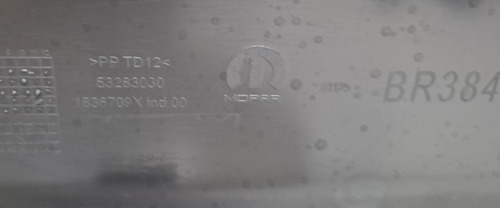 >PP TD12<
53283030
1836709X Ind 00
MOPAR
BR384